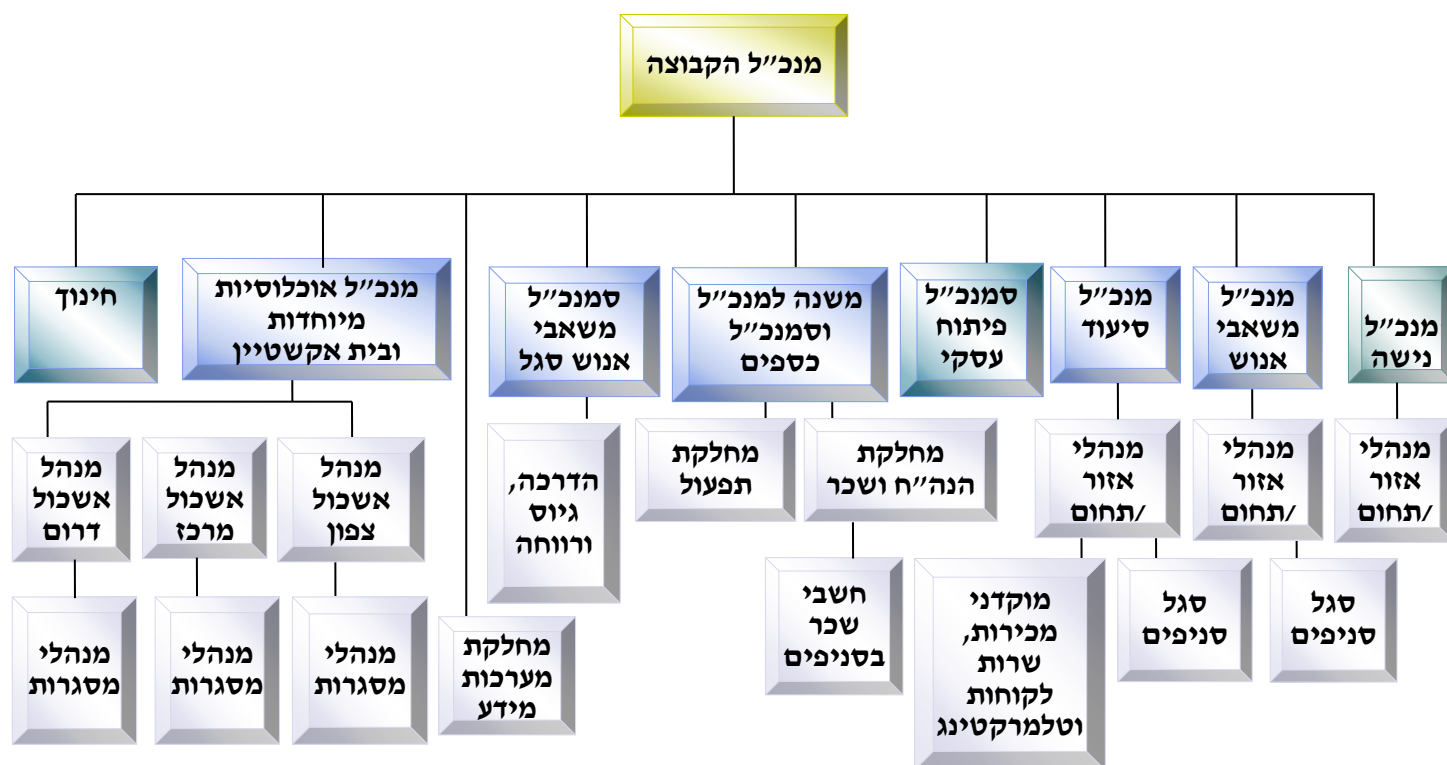 מנכ״ל הקבוצה
מנכ״ל
נישה
מנכ״ל
משאבי
אנוש
מנכ״ל
סיעוד
סמנכ״ל
פיתוח
עסקי
משנה למנכ״ל
וסמנכ״ל
כספים
סמנכ״ל
משאבי
אנוש סגל
מנכ״ל אוכלוסיות
מיוחדות
ובית אקשטיין
חינוך
מנהלי
אזור
/תחום
מנהלי
אזור
/תחום
מנהלי
אזור
/תחום
מחלקת
הנה״ח ושכר
מחלקת
תפעול
הדרכה,
גיוס
ורווחה
מנהל
אשכול
צפון
מנהל
אשכול
מרכז
מנהל
אשכול
דרום
סגל
סניפים
סגל
סניפים
מוקדני
מכירות,
שרות
לקוחות
וטלמרקטינג
חשבי
שכר
בסניפים
מחלקת
מערכות
מידע
מנהלי
מסגרות
מנהלי
מסגרות
מנהלי
מסגרות